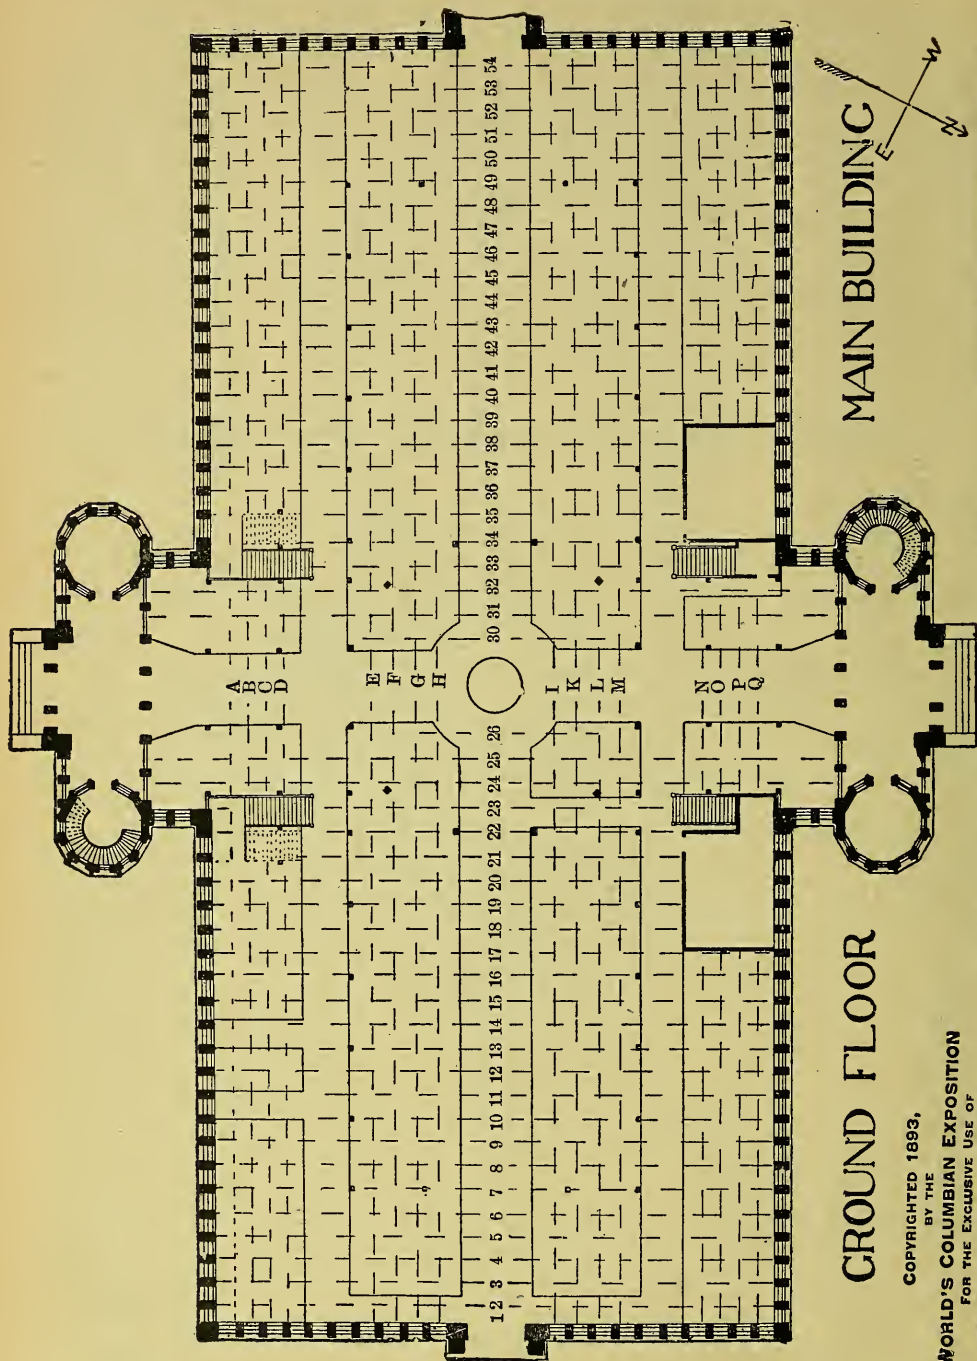 A
B
C
D
E
F
G
H
1 2 3 4 5 6 7 8 9 10 11 12 13 14 15 16 17 18 19 20 21 22 23 24 25 26 30 31 32 33 34 35 36 37 38 39 40 41 42 43 44 45 46 47 48 49 50 51 52 53 54
I
K
L
M
N
O
P
Q
GROUND FLOOR MAIN BUILDING
E
W
N
COPYRIGHTED 1893,
BY THE
WORLD'S COLUMBIAN EXPOSITION
FOR THE EXCLUSIVE USE OF